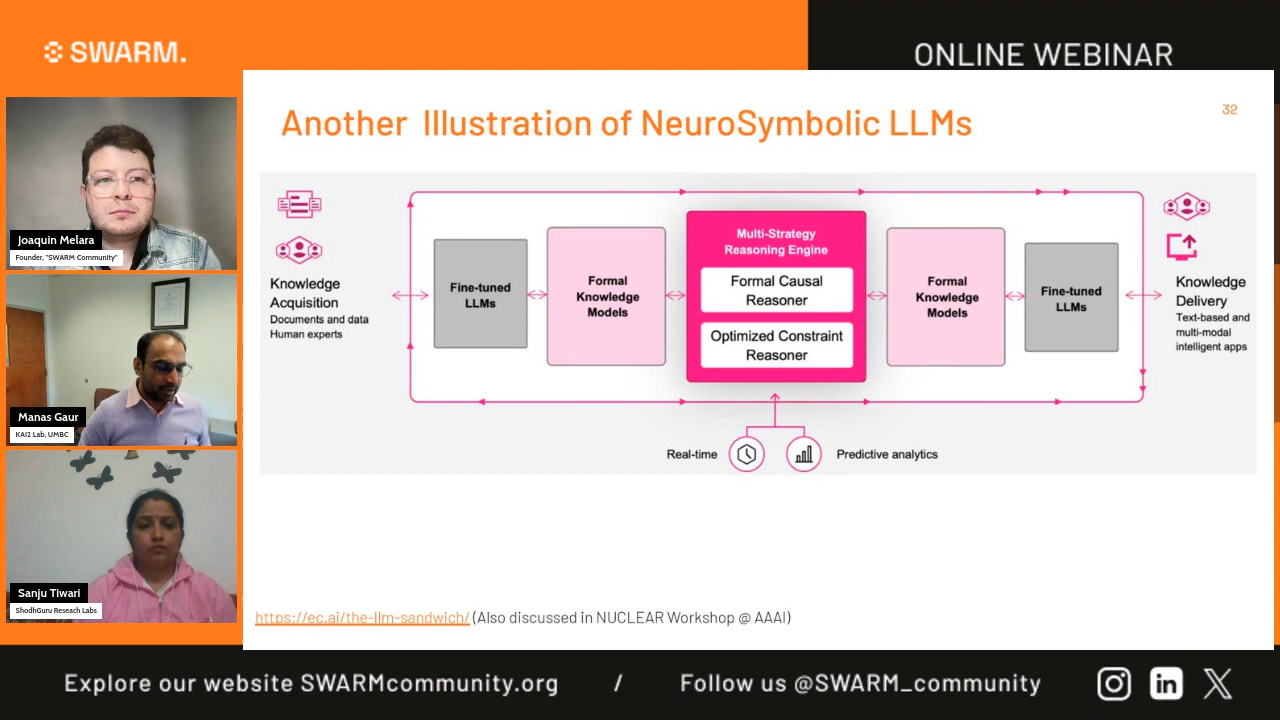 SWARM.
ONLINE WEBINAR
Joaquin Melara
Founder, "SWARM Community"
Manas Gaur
KAI2 Lab, UMBC
Sanju Tiwari
ShodhGuru Reseach Labs
Another Illustration of NeuroSymbolic LLMs
32
Knowledge
Acquisition
Documents and data
Human experts
Fine-tuned
LLMs
Formal
Knowledge
Models
Multi-Strategy
Reasoning Engine
Formal Causal
Reasoner
Optimized Constraint
Reasoner
Formal
Knowledge
Models
Fine-tuned
LLMs
Knowledge
Delivery
Text-based and
multi-modal
intelligent apps
Real-time
Predictive analytics
https://ec.ai/the-llm-sandwich/ (Also discussed in NUCLEAR Workshop @ AAAI)
Explore our website SWARMcommunity.org / Follow us @SWARM_community